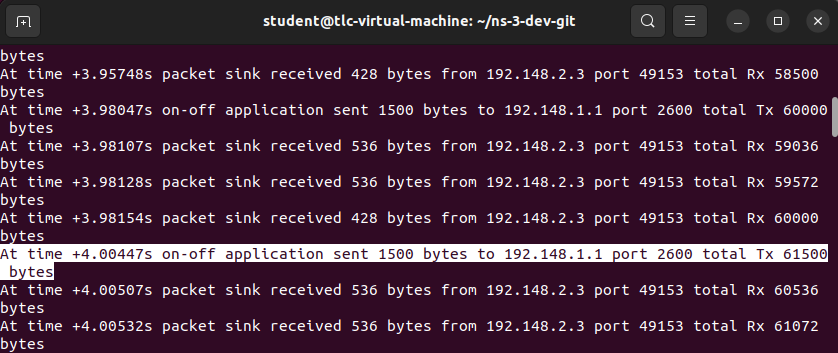 student@tlc-virtual-machine: ~/ns-3-dev-git
bytes
At time +3.95748s packet sink received 428 bytes from 192.148.2.3 port 49153 total Rx 58500
bytes
At time +3.98047s on-off application sent 1500 bytes to 192.148.1.1 port 2600 total Tx 60000
 bytes
At time +3.98107s packet sink received 536 bytes from 192.148.2.3 port 49153 total Rx 59036
bytes
At time +3.98128s packet sink received 536 bytes from 192.148.2.3 port 49153 total Rx 59572
bytes
At time +3.98154s packet sink received 428 bytes from 192.148.2.3 port 49153 total Rx 60000
bytes
At time +4.00447s on-off application sent 1500 bytes to 192.148.1.1 port 2600 total Tx 61500
 bytes
At time +4.00507s packet sink received 536 bytes from 192.148.2.3 port 49153 total Rx 60536
bytes
At time +4.00532s packet sink received 536 bytes from 192.148.2.3 port 49153 total Rx 61072
bytes